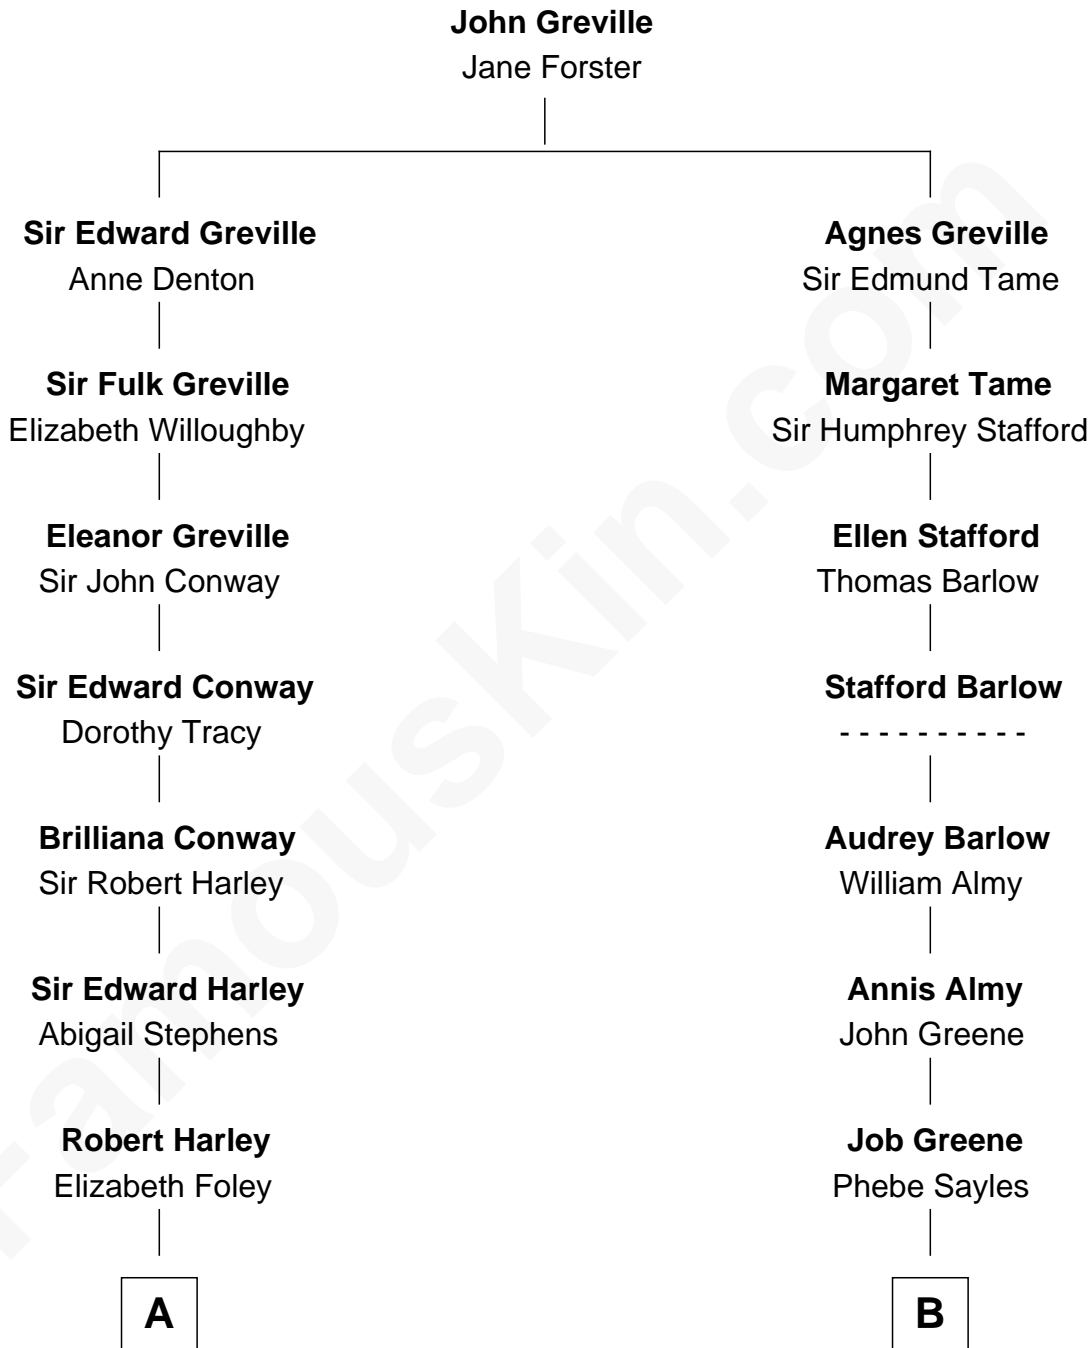 John Greville
Jane Forster
Sir Edward Greville
Anne Denton
Agnes Greville
Sir Edmund Tame
Sir Fulk Greville
Elizabeth Willoughby
Margaret Tame
Sir Humphrey Stafford
Eleanor Greville
Sir John Conway
Ellen Stafford
Thomas Barlow
Sir Edward Conway
Dorothy Tracy
Stafford Barlow
- - - - - - - - - -
Brilliana Conway
Sir Robert Harley
Audrey Barlow
William Almy
Sir Edward Harley
Abigail Stephens
Annis Almy
John Greene
Robert Harley
Elizabeth Foley
Job Greene
Phebe Sayles
A
B
FamousKin.com